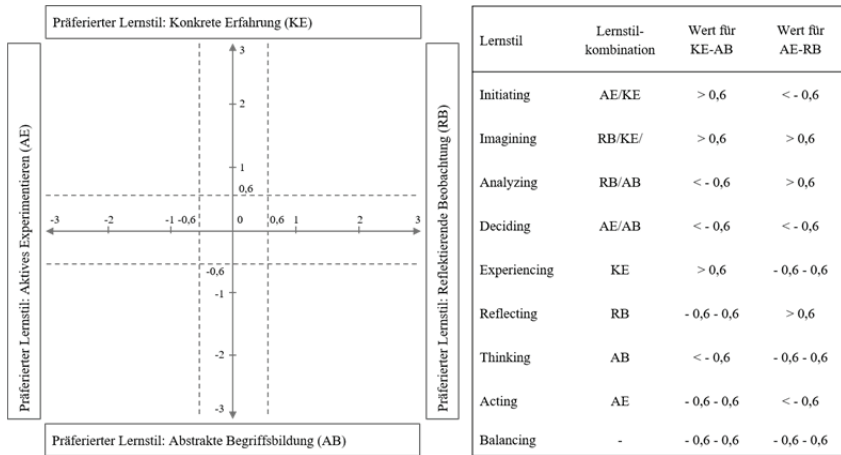 Präferierter Lernstil: Konkrete Erfahrung (KE)
Präferierter Lernstil: Aktives Experimentieren (AE)
3
2
1
0,6
-3 -2 -1 -0,6 0 0,6 1 2 3
-0,6
-1
-2
-3
Präferierter Lernstil: Reflektierende Beobachtung (RB)
Präferierter Lernstil: Abstrakte Begriffsbildung (AB)
Lernstil Lernstil-kombination Wert für KE-AB Wert für AE-RB
Initiating AE/KE > 0,6 < - 0,6
Imagining RB/KE/ > 0,6 > 0,6
Analyzing RB/AB < - 0,6 > 0,6
Deciding AE/AB < - 0,6 < - 0,6
Experiencing KE > 0,6 - 0,6 - 0,6
Reflecting RB - 0,6 - 0,6 > 0,6
Thinking AB < - 0,6 - 0,6 - 0,6
Acting AE - 0,6 - 0,6 < - 0,6
Balancing - - 0,6 - 0,6 - 0,6 - 0,6